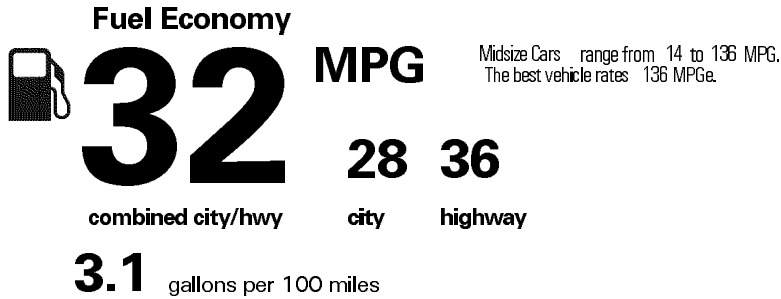 Fuel Economy
32 MPG
Midsize Cars range from 14 to 136 MPG.
The best vehicle rates 136 MPGe.
28 36
combined city/hwy city highway
3.1 gallons per 100 miles